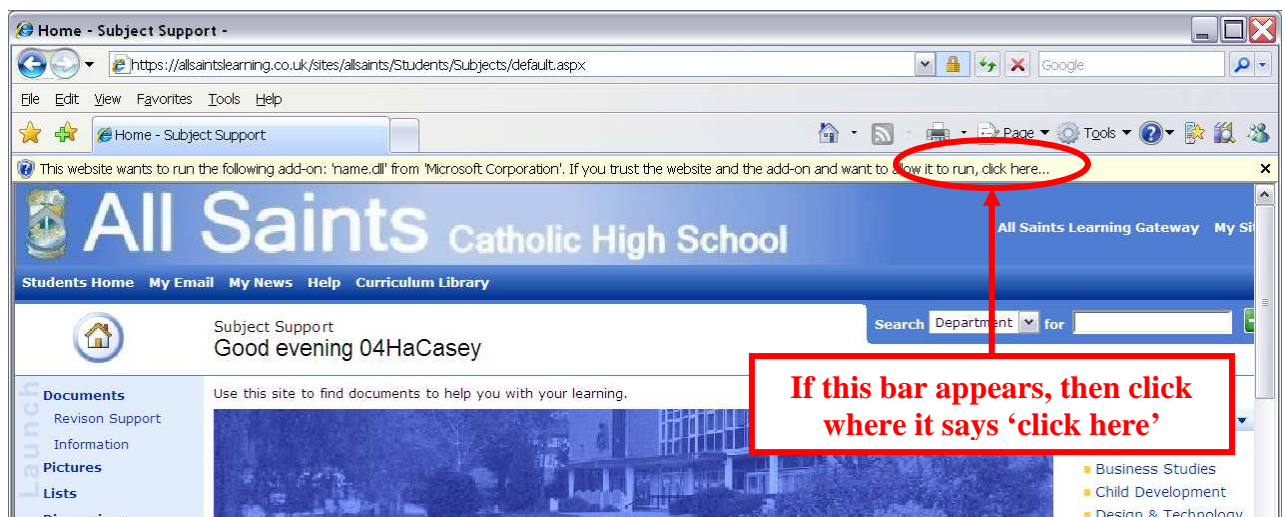 Home - Subject Support -
https://allsaintslearning.co.uk/sites/allsaints/Students/Subjects/default.aspx
Google
File Edit View Favorites Tools Help
Home - Subject Support
Page Tools
This website wants to run the following add-on: 'name.dll' from 'Microsoft Corporation'. If you trust the website and the add-on and want to allow it to run, click here...
All Saints Catholic High School
All Saints Learning Gateway My Si
Students Home My Email My News Help Curriculum Library
Search Department for
Subject Support
Good evening 04HaCasey
If this bar appears, then click
where it says ‘click here’
Launch
Documents
Revison Support
Information
Pictures
Lists
Use this site to find documents to help you with your learning.
Business Studies
Child Development
Design & Technology